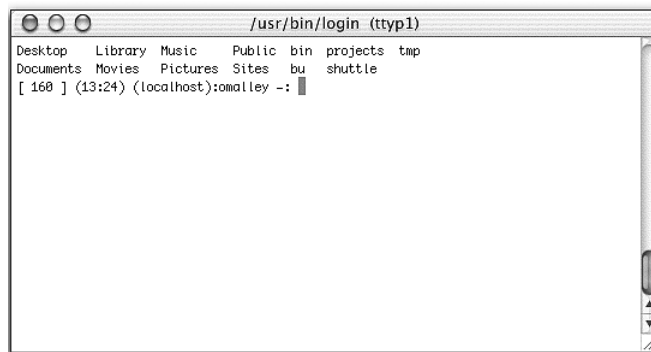 /usr/bin/login (ttyp1)
Desktop Library Music Public bin projects tmp
Documents Movies Pictures Sites bu shuttle
[ 160 ] (13:24) (localhost):omalley -: